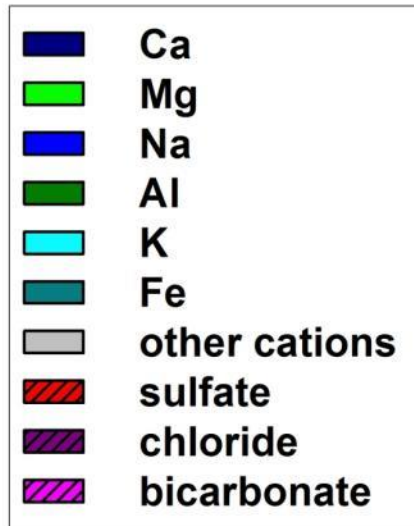 Ca
Mg
Na
Al
K
Fe
other cations
sulfate
chloride
bicarbonate